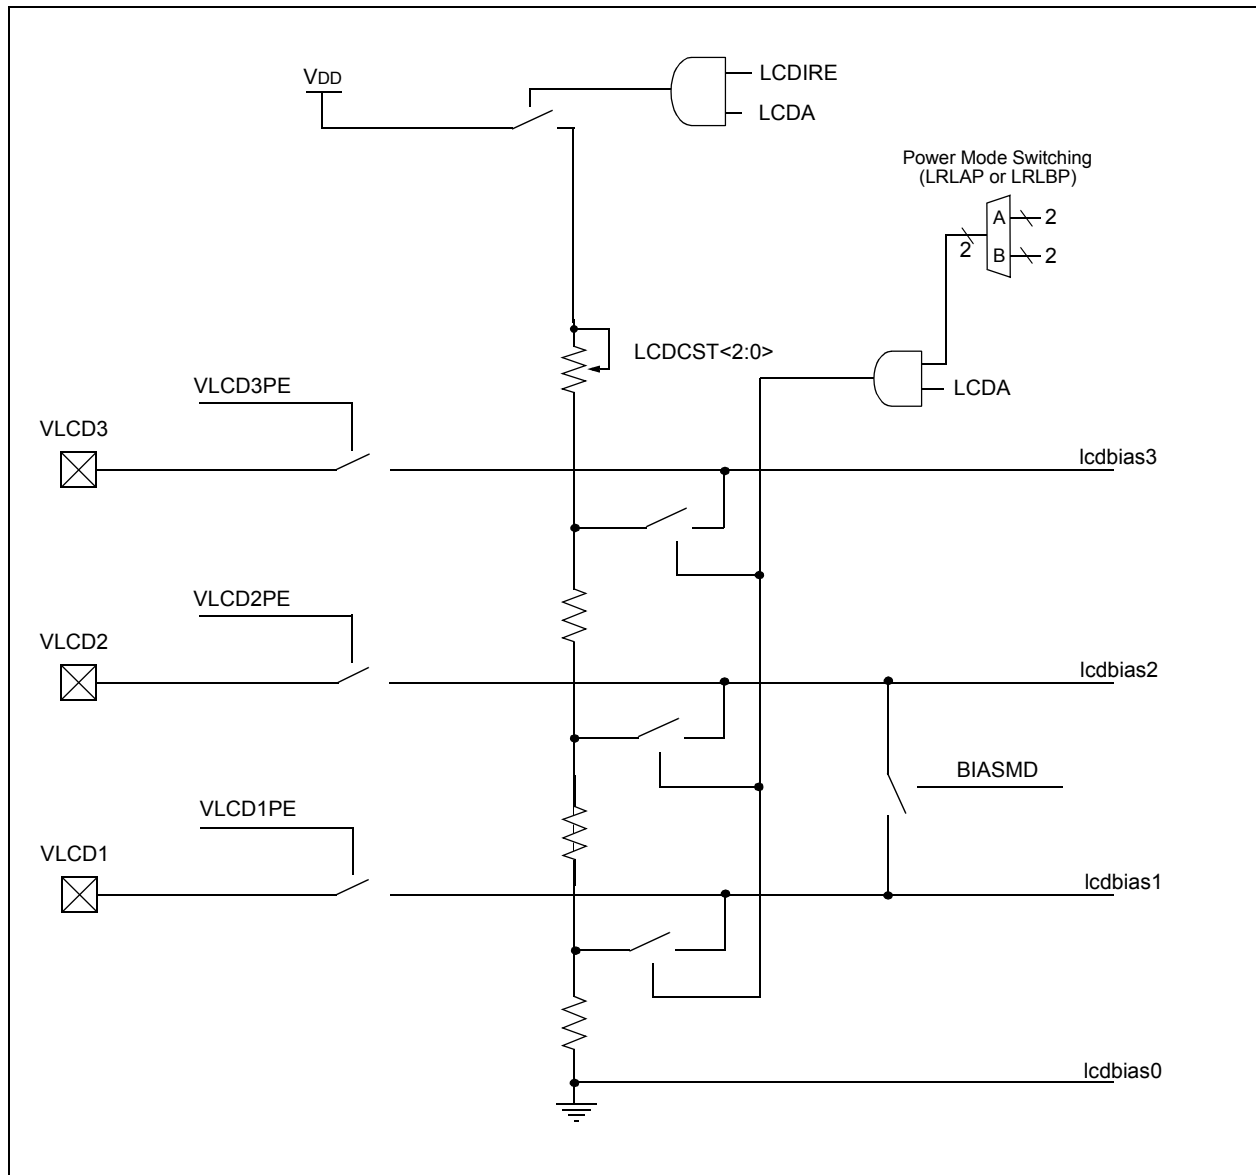 VDD
LCDIRE
LCDA
Power Mode Switching
(LRLAP or LRLBP)
A
2
2
B
2
LCDCST<2:0>
LCDA
VLCD3PE
VLCD3
lcdbias3
VLCD2PE
VLCD2
lcdbias2
BIASMD
VLCD1PE
VLCD1
lcdbias1
lcdbias0